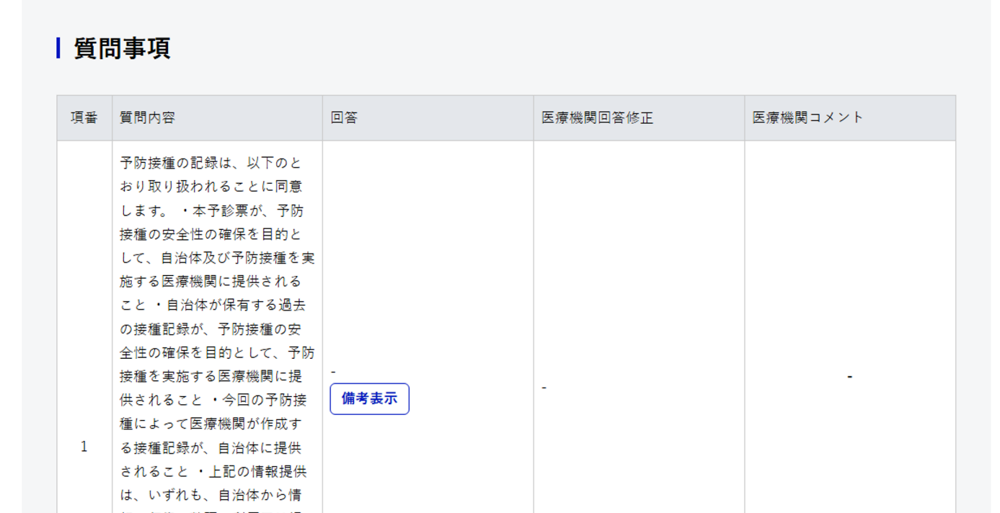 質問事項
項番 質問内容 回答 医療機関回答修正 医療機関コメント
予防接種の記録は、以下のと
おり取り扱われることに同意
します。 ・本予診票が、予防
接種の安全性の確保を目的と
して、自治体及び予防接種を実
施する医療機関に提供される
こと ・自治体が保有する過去
の接種記録が、予防接種の安
全性の確保を目的として、予防
接種を実施する医療機関に提
供されること ・今回の予防接
種によって医療機関が作成す
る接種記録が、自治体に提供
されること ・上記の情報提供
は、いずれも、自治体から情
1
-
備考表示
-
-